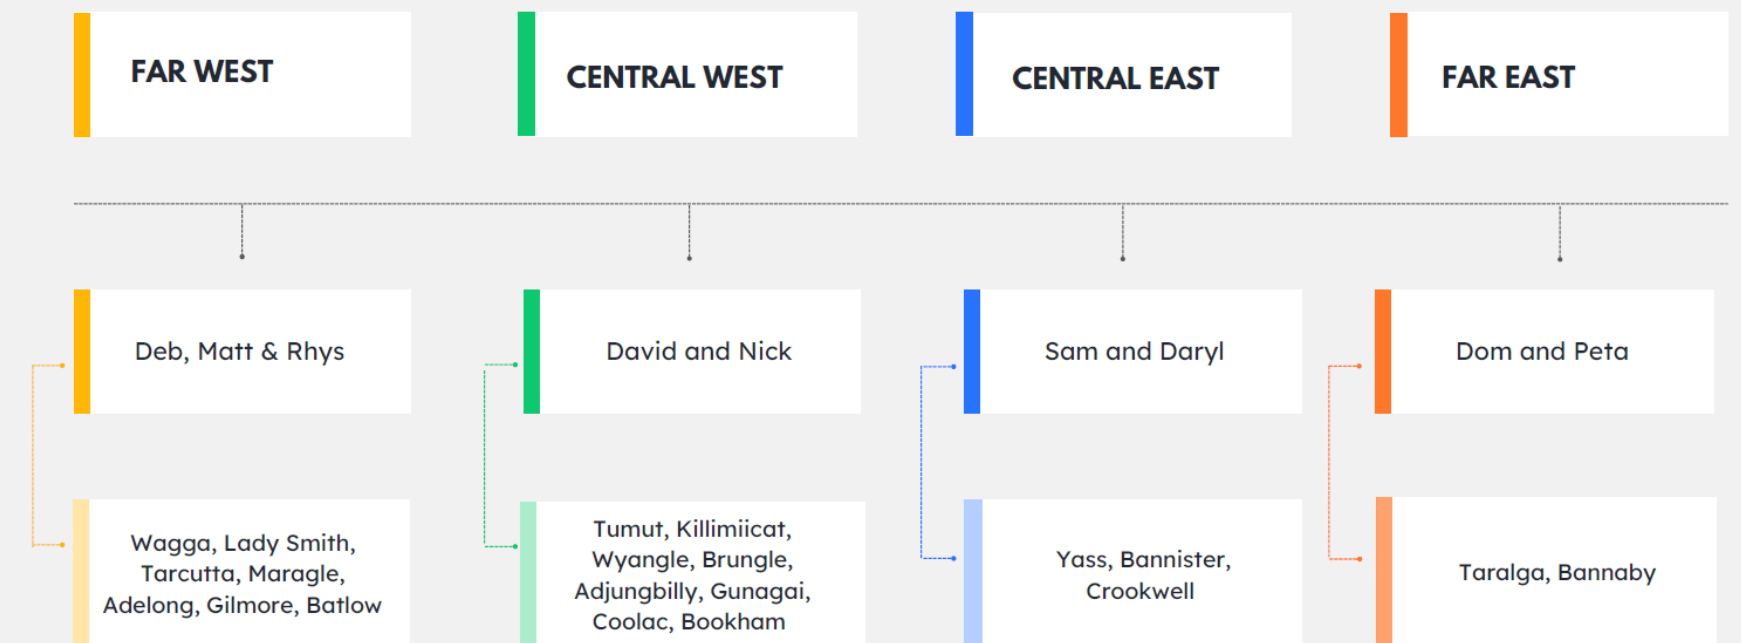 FAR WEST
CENTRAL WEST
CENTRAL EAST
FAR EAST
Deb, Matt & Rhys
David and Nick
Sam and Daryl
Dom and Peta
Wagga, Lady Smith,
Tarcutta, Maragle,
Adelong, Gilmore, Batlow
Tumut, Killimiicat,
Wyangle, Brungle,
Adjungbilly, Gunagai,
Coolac, Bookham
Yass, Bannister,
Crookwell
Taralga, Bannaby